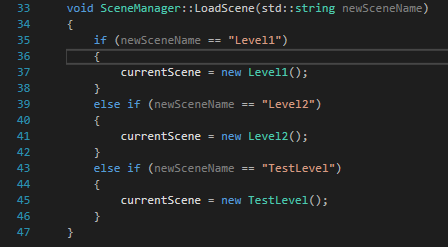 33 void SceneManager::LoadScene(std::string newSceneName)
34 {
35 if (newSceneName == "Level1")
36 {
37 currentScene = new Level1();
38 }
39 else if (newSceneName == "Level2")
40 {
41 currentScene = new Level2();
42 }
43 else if (newSceneName == "TestLevel")
44 {
45 currentScene = new TestLevel();
46 }
47 }